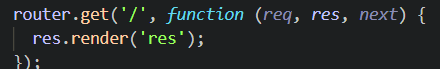 router.get('/', function (req, res, next) {
  res.render('res');
});